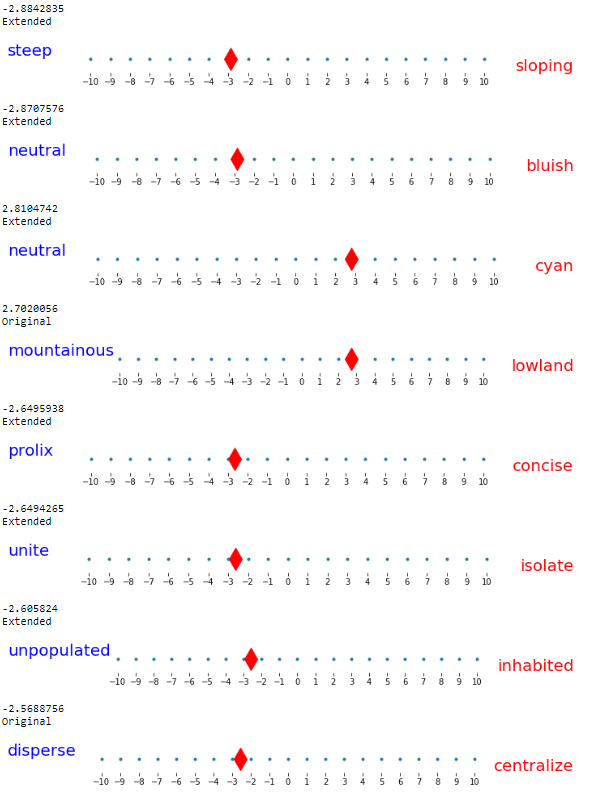 -2.8842835
Extended
steep
sloping
−10 −9 −8 −7 −6 −5 −4 −3 −2 −1 0 1 2 3 4 5 6 7 8 9 10
-2.8707576
Extended
neutral
bluish
−10 −9 −8 −7 −6 −5 −4 −3 −2 −1 0 1 2 3 4 5 6 7 8 9 10
2.8104742
Extended
neutral
cyan
−10 −9 −8 −7 −6 −5 −4 −3 −2 −1 0 1 2 3 4 5 6 7 8 9 10
2.7020056
Original
mountainous
lowland
−10 −9 −8 −7 −6 −5 −4 −3 −2 −1 0 1 2 3 4 5 6 7 8 9 10
-2.6495938
Extended
prolix
concise
−10 −9 −8 −7 −6 −5 −4 −3 −2 −1 0 1 2 3 4 5 6 7 8 9 10
-2.6494265
Extended
unite
isolate
−10 −9 −8 −7 −6 −5 −4 −3 −2 −1 0 1 2 3 4 5 6 7 8 9 10
-2.605824
Extended
unpopulated
inhabited
−10 −9 −8 −7 −6 −5 −4 −3 −2 −1 0 1 2 3 4 5 6 7 8 9 10
-2.5688756
Original
disperse
centralize
−10 −9 −8 −7 −6 −5 −4 −3 −2 −1 0 1 2 3 4 5 6 7 8 9 10